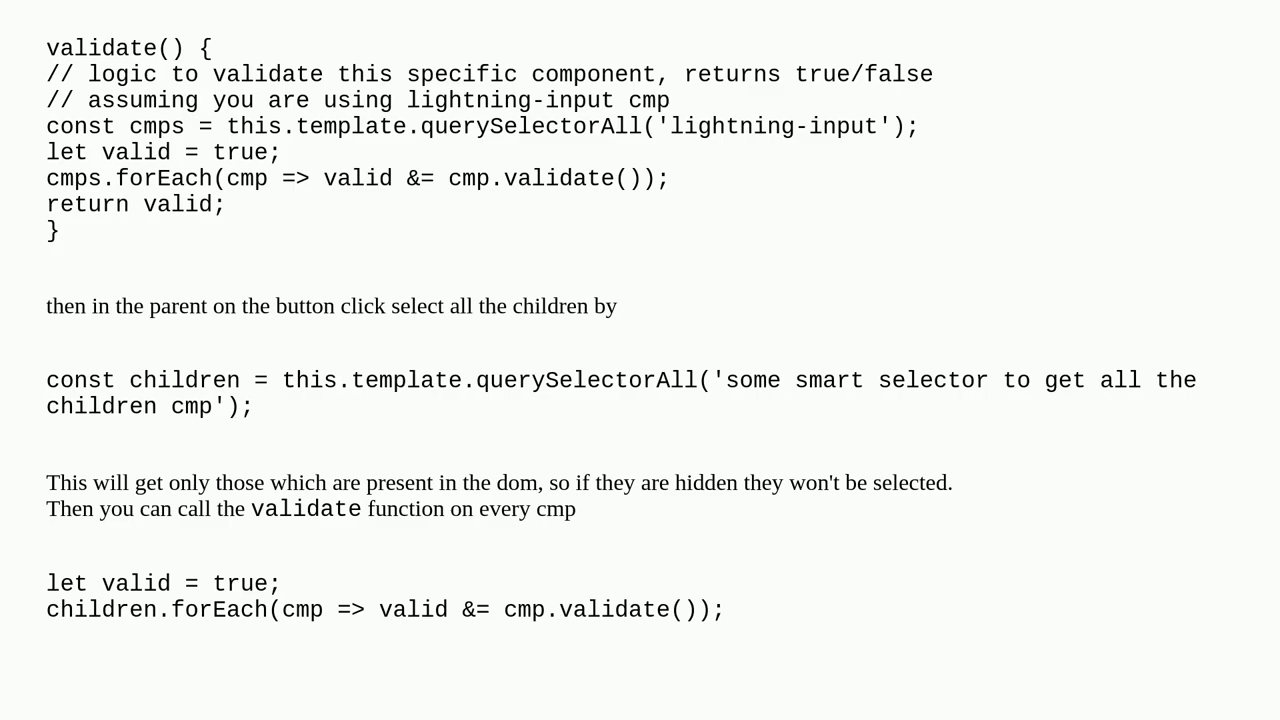 validate() {
// logic to validate this specific component, returns true/false
// assuming you are using lightning-input cmp
const cmps = this.template.querySelectorAll('lightning-input');
let valid = true;
cmps.forEach(cmp => valid &= cmp.validate());
return valid;
}
then in the parent on the button click select all the children by
const children = this.template.querySelectorAll('some smart selector to get all the
children cmp');
This will get only those which are present in the dom, so if they are hidden they won't be selected.
Then you can call the validate function on every cmp
let valid = true;
children.forEach(cmp => valid &= cmp.validate());